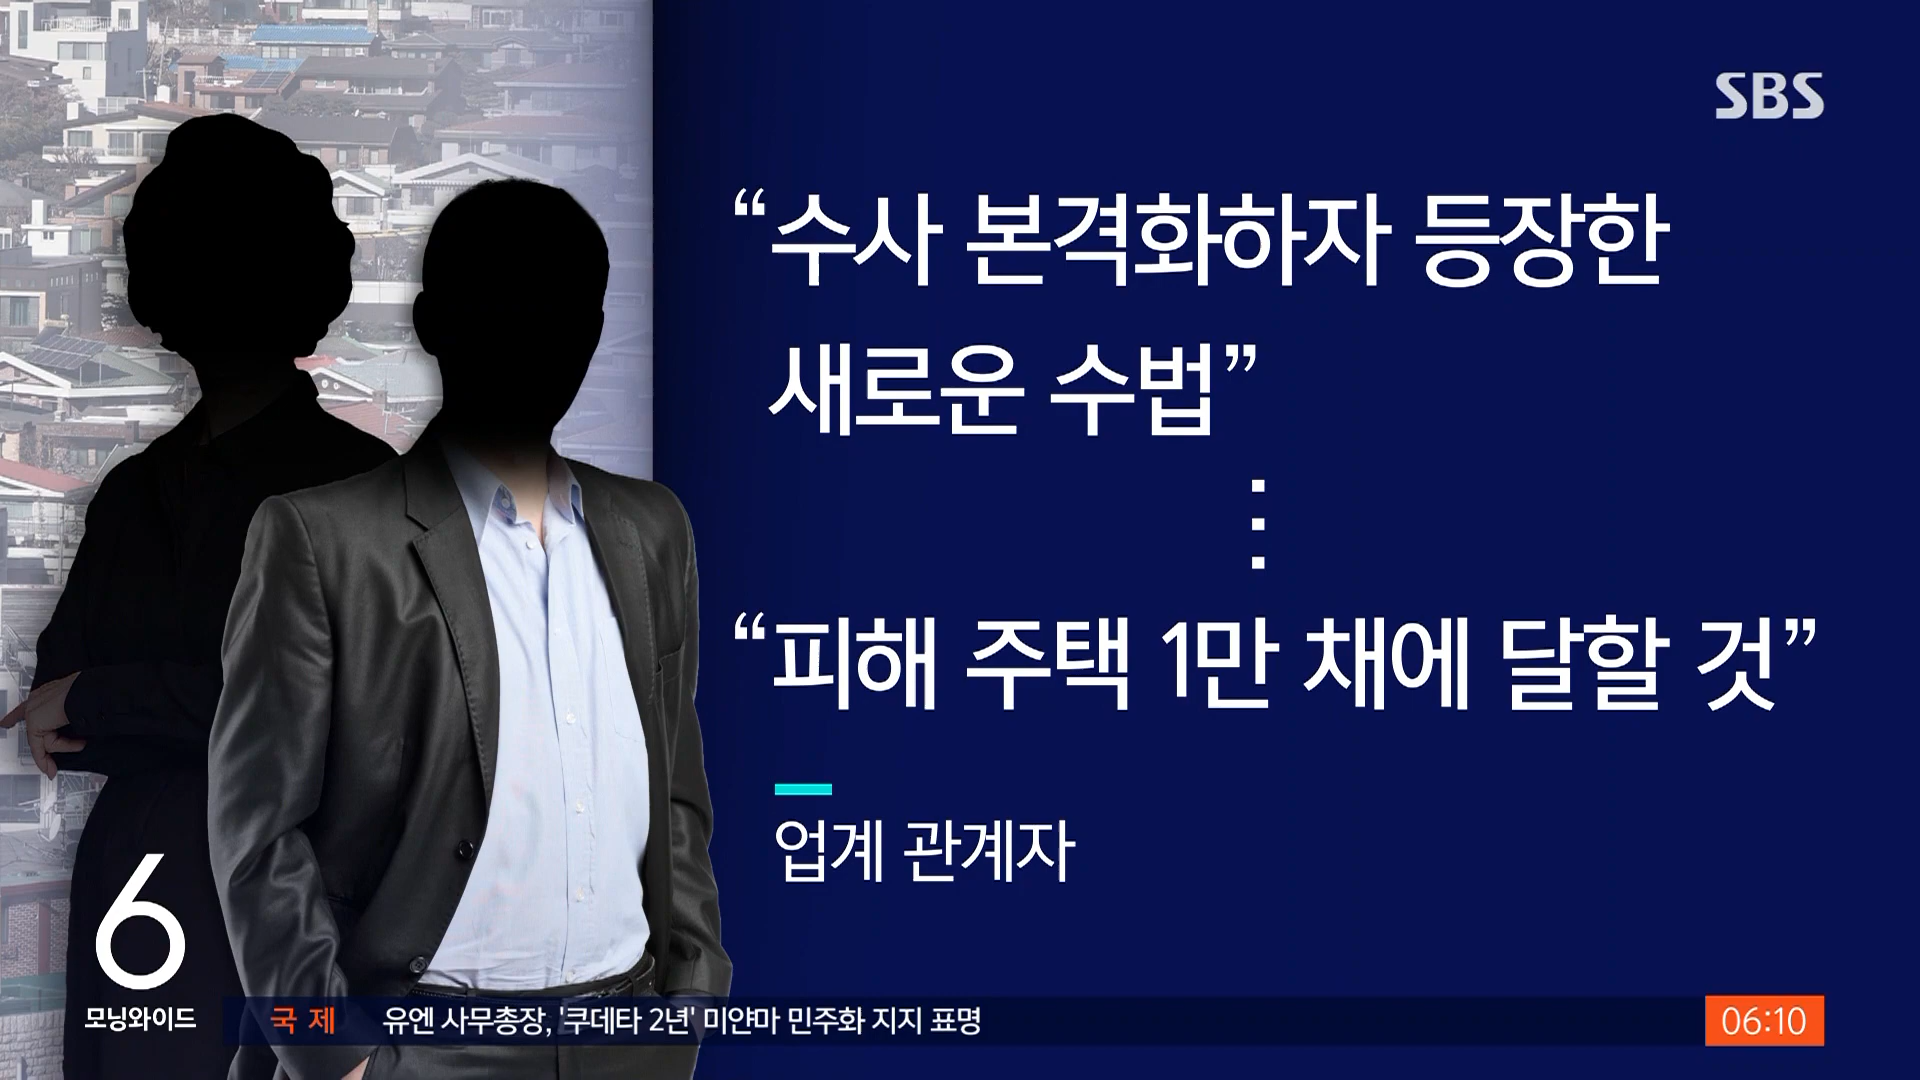 SBS
“수사 본격화하자 등장한
새로운 수법”
“피해 주택 1만 채에 달할 것”
업계 관계자
6
모닝와이드
국제 유엔 사무총장, '쿠데타 2년' 미얀마 민주화 지지 표명 06:10